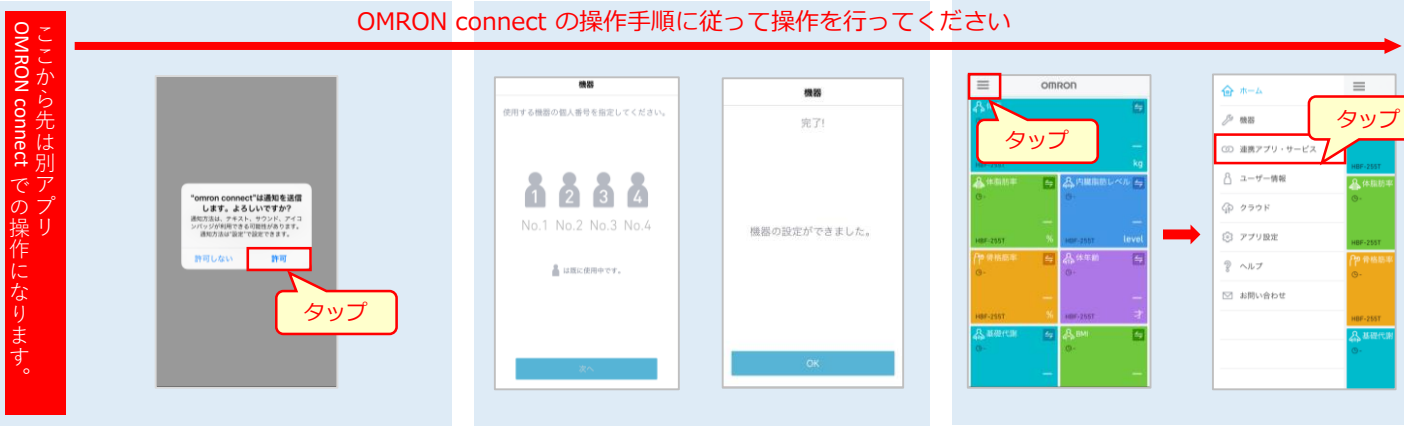 OMRON connect の操作手順に従って操作を行ってください
ここから先は別アプリ
OMRON connect での操作になります。
"omron connect"は通知を送信
します。よろしいですか?
通知方法は、テキスト、サウンド、アイコ
ンバッジが利用できる可能性があります。
通知方法は"設定"で設定できます。
許可しない
許可
タップ
機器
使用する機器の個人番号を指定してください。
1 2 3 4
No.1 No.2 No.3 No.4
は既に使用中です。
次へ
機器
完了!
機器の設定ができました。
OK
OMRON
タップ
kg
体脂肪率
HBF-255T
%
内臓脂肪レベル
HBF-255T
level
骨格筋率
HBF-255T
%
体年齢
HBF-255T
才
基礎代謝
BMI
ホーム
機器
連携アプリ・サービス
ユーザー情報
クラウド
アプリ設定
ヘルプ
お問い合わせ
タップ
HBF-255T
体脂肪率
HBF-255T
骨格筋率
HBF-255T
基礎代謝